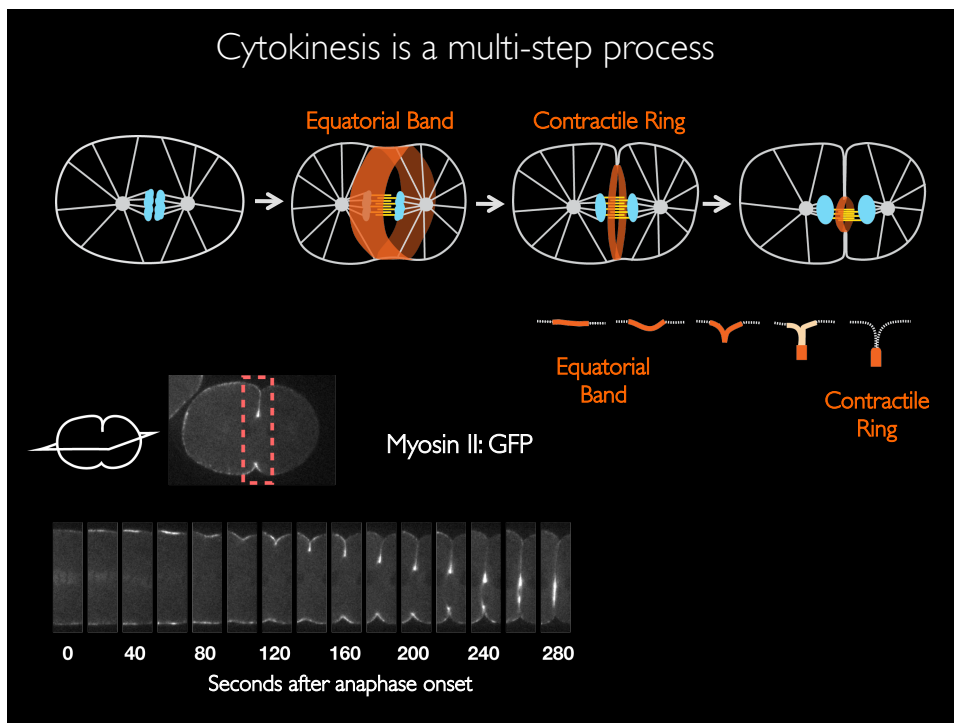 Cytokinesis is a multi-step process
Equatorial Band
Contractile Ring
Equatorial
Band
Contractile
Ring
Myosin II: GFP
0 40 80 120 160 200 240 280
Seconds after anaphase onset